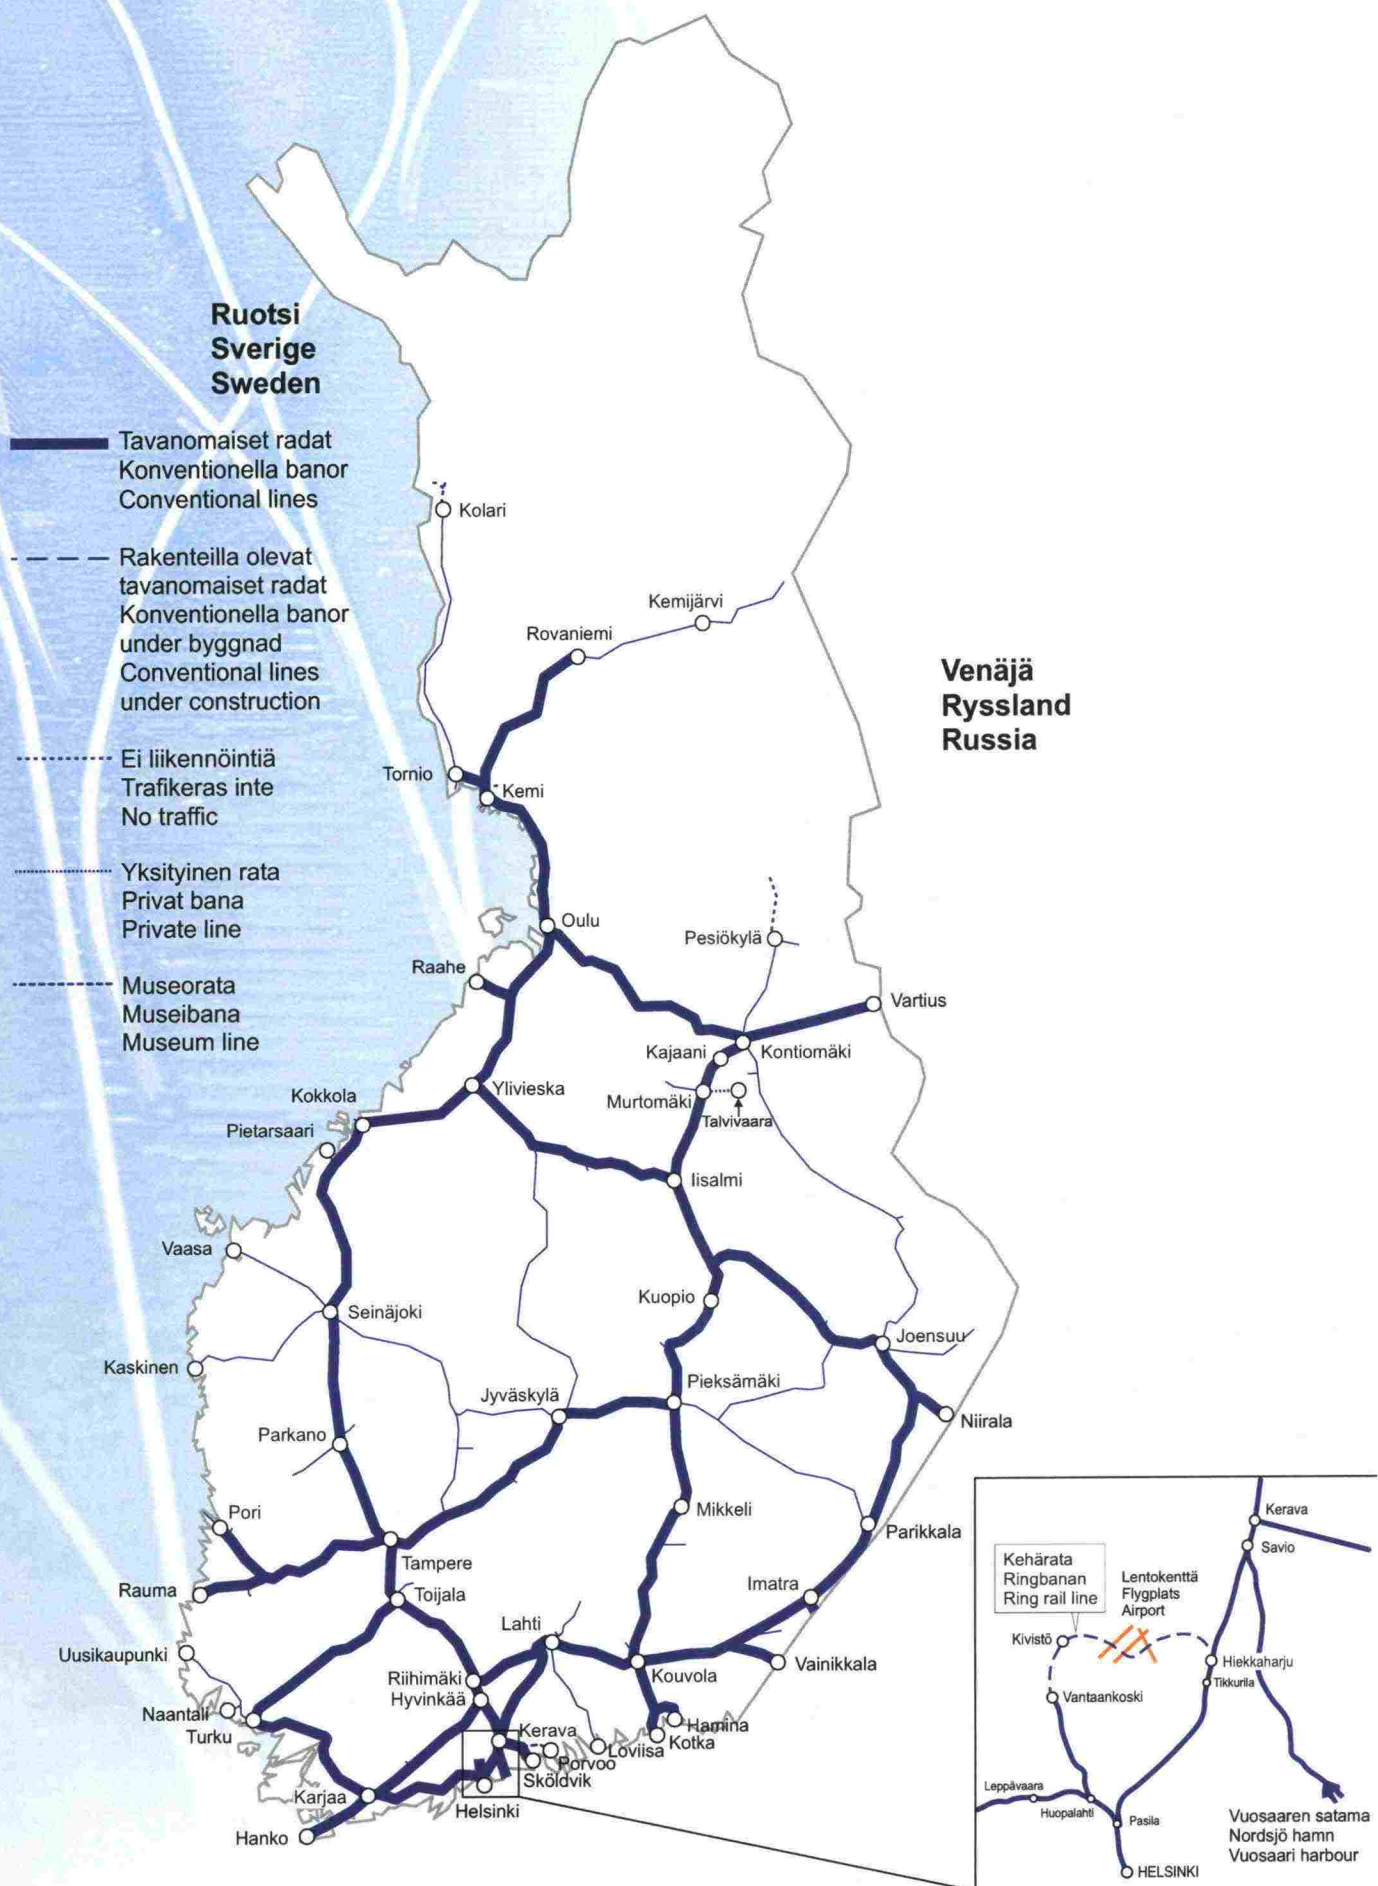 Ruotsi
Sverige
Sweden
Tavanomaiset radat
Konventionella banor
Conventional lines
Rakenteilla olevat
tavanomaiset radat
Konventionella banor
under byggnad
Conventional lines
under construction
Ei liikennöintiä
Trafikeras inte
No traffic
Yksityinen rata
Privat bana
Private line
Museorata
Museibana
Museum line
Venäjä
Ryssland
Russia
Kolari
Kemijärvi
Rovaniemi
Tornio
Kemi
Oulu
Pesiökylä
Raahe
Vartius
Kajaani
Kontiomäki
Ylivieska
Murtomäki
Talvivaara
Kokkola
Pietarsaari
Iisalmi
Vaasa
Kuopio
Seinäjoki
Joensuu
Kaskinen
Pieksämäki
Jyväskylä
Niirala
Parkano
Mikkeli
Pori
Parikkala
Tampere
Rauma
Toijala
Imatra
Lahti
Uusikaupunki
Riihimäki
Kouvola
Vainikkala
Hyvinkää
Naantali
Turku
Kerava
Hamina
Kotka
Loviisa
Porvoo
Sköldvik
Karjaa
Helsinki
Hanko
Kerava
Savio
Kehärata
Ringbanan
Ring rail line
Lentokenttä
Flygplats
Airport
Kivistö
Hiekkaharju
Tikkurila
Vantaankoski
Leppävaara
Huopalahti
Pasila
Vuosaaren satama
Nordsjö hamn
Vuosaari harbour
HELSINKI